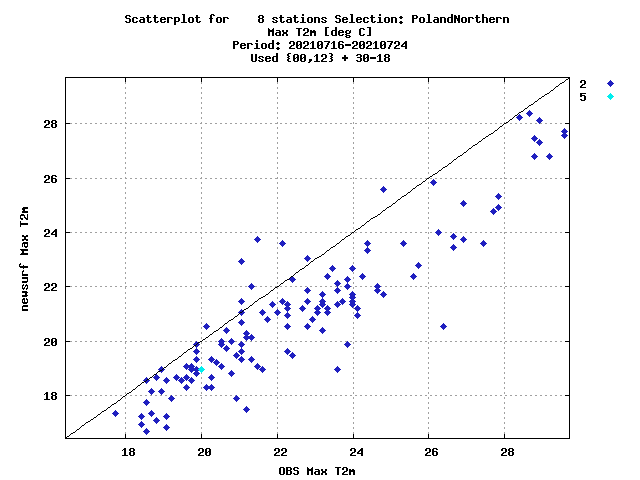 Scatterplot for    8 stations Selection: PolandNorthern
Max T2m [deg C]
Period: 20210716-20210724
Used {00,12} + 30-18
2
5
28
26
24
22
20
18
newsurf Max T2m
18 20 22 24 26 28
OBS Max T2m